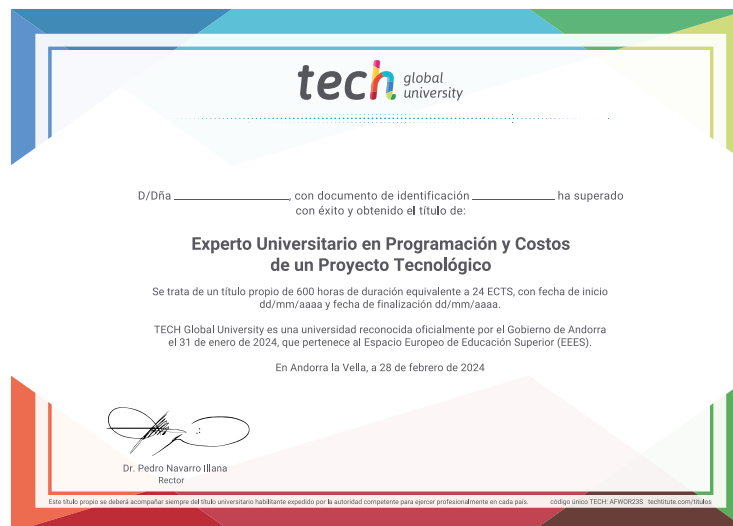 tech global university
D/Dña ______________, con documento de identificación ______________ ha superado
con éxito y obtenido el título de:
Experto Universitario en Programación y Costos
de un Proyecto Tecnológico
Se trata de un título propio de 600 horas de duración equivalente a 24 ECTS, con fecha de inicio
dd/mm/aaaa y fecha de finalización dd/mm/aaaa.
TECH Global University es una universidad reconocida oficialmente por el Gobierno de Andorra
el 31 de enero de 2024, que pertenece al Espacio Europeo de Educación Superior (EEES).
En Andorra la Vella, a 28 de febrero de 2024
Dr. Pedro Navarro Illana
Rector
Este título propio se deberá acompañar siempre del título universitario habilitante expedido por la autoridad competente para ejercer profesionalmente en cada país. código único TECH: AFWOR23S techtitute.com/titulos